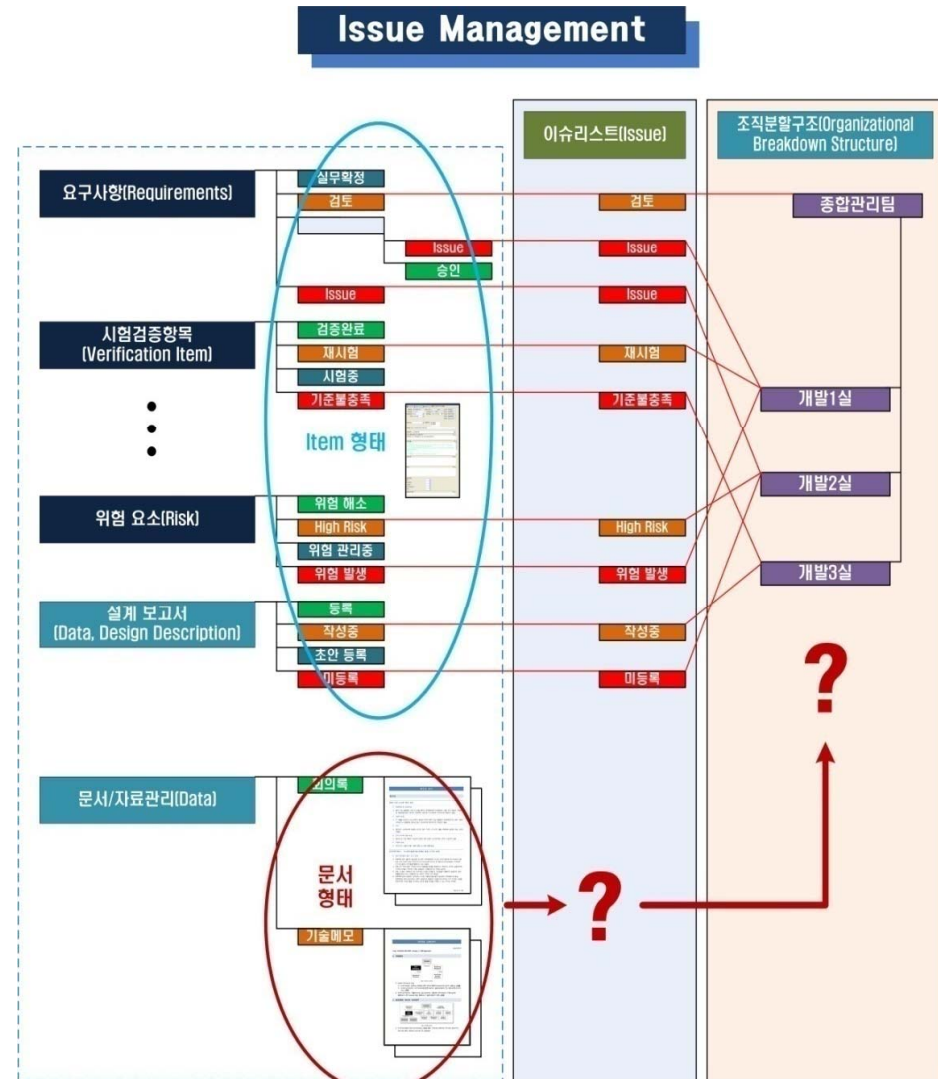 Issue Management
이슈리스트(Issue)
조직분할구조(Organizational
Breakdown Structure)
요구사항(Requirements)
실무확정
검토
검토
종합관리팀
Issue
Issue
승인
Issue
Issue
시험검증항목
(Verification Item)
검증완료
재시험
재시험
시험중
기준불충족
기준불충족
개발1실
Item 형태
위험 요소(Risk)
위험 해소
High Risk
High Risk
개발2실
위험 관리중
위험 발생
위험 발생
개발3실
설계 보고서
(Data, Design Description)
등록
작성중
작성중
초안 등록
미등록
미등록
?
문서/자료관리(Data)
회의록
문서
형태
?
기술메모